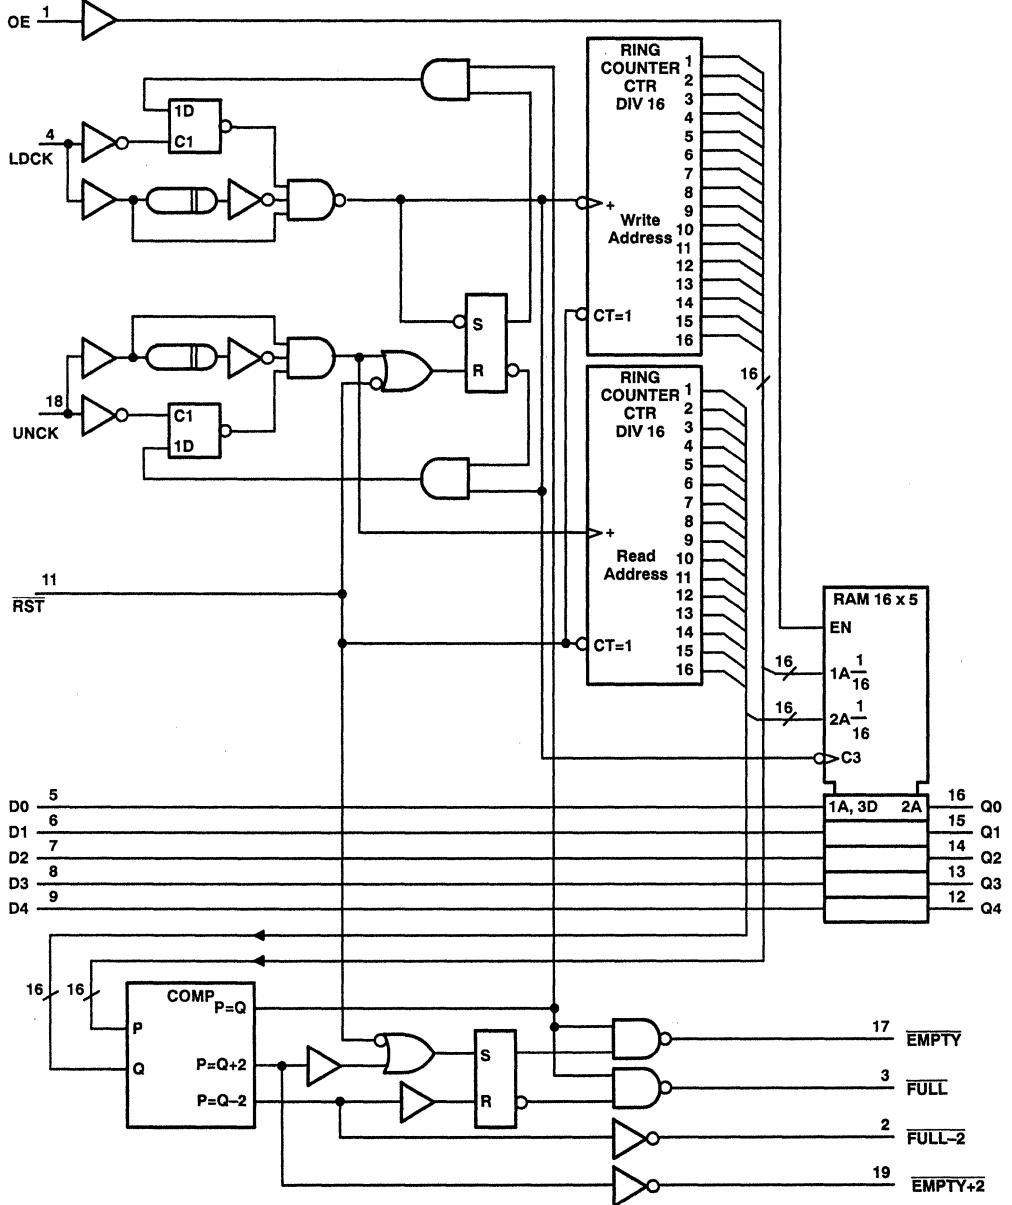 OE 1
RING
COUNTER
CTR
DIV 16
1
2
3
4
5
6
7
8
9
10
11
12
13
14
15
16
Write
Address
+
CT=1
1D
C1
4
LDCK
S
R
18
UNCK
C1
1D
16
RING
COUNTER
CTR
DIV 16
1
2
3
4
5
6
7
8
9
10
11
12
13
14
15
16
+
Read
Address
CT=1
11
RST
RAM 16 x 5
EN
16
1A 1/16
16
2A 1/16
C3
D0 5
1A, 3D 2A
16 Q0
D1 6
15 Q1
D2 7
14 Q2
D3 8
13 Q3
D4 9
12 Q4
16
16
COMP
P=Q
P
Q
P=Q+2
P=Q–2
S
R
17 EMPTY
3 FULL
2 FULL–2
19 EMPTY+2